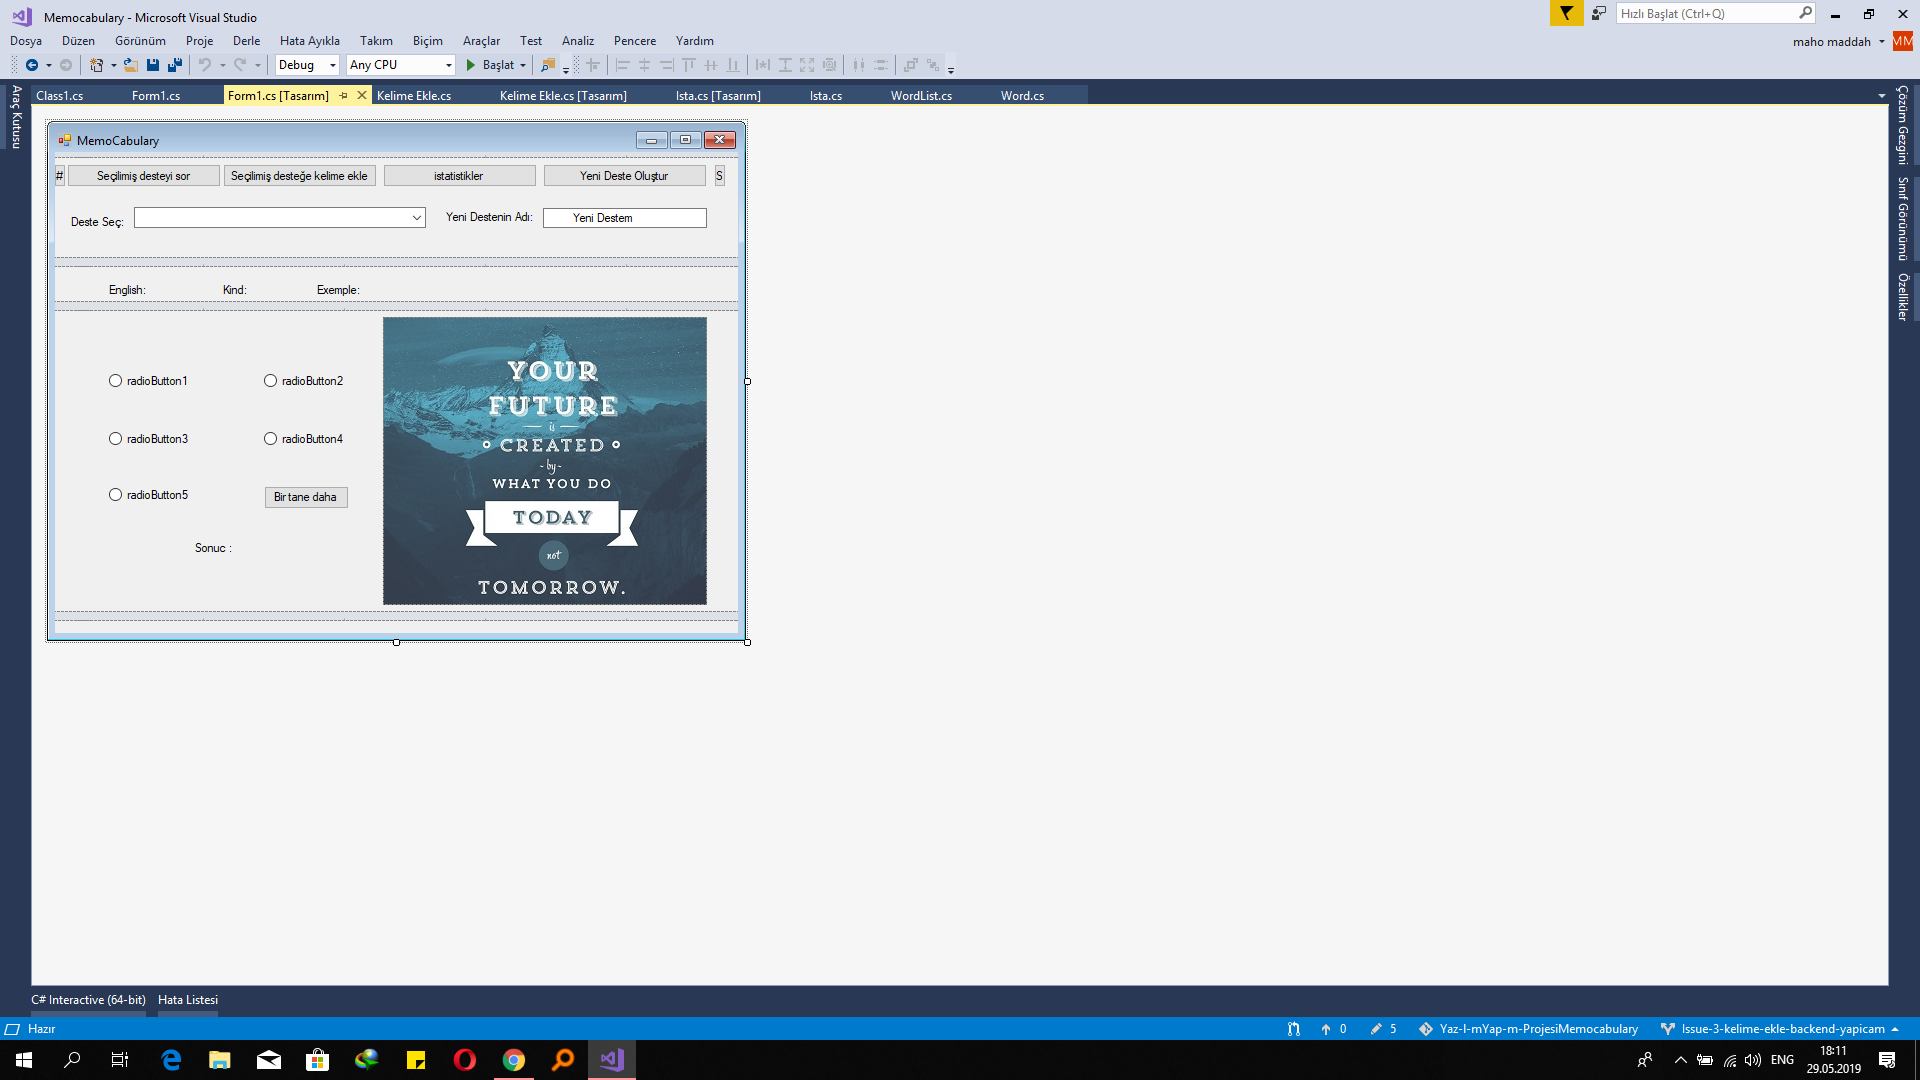 Memocabulary - Microsoft Visual Studio
Hızlı Başlat (Ctrl+Q)
Dosya Düzen Görünüm Proje Derle Hata Ayıkla Takım Biçim Araçlar Test Analiz Pencere Yardım
maho maddah MM
Debug Any CPU Başlat
Class1.cs Form1.cs Form1.cs [Tasarım] Kelime Ekle.cs Kelime Ekle.cs [Tasarım] Ista.cs [Tasarım] Ista.cs WordList.cs Word.cs
Araç Kutusu
Çözüm Gezgini
Sınıf Görünümü
Özellikler
MemoCabulary
# Seçilimiş desteyi sor Seçilimiş desteğe kelime ekle istatistikler Yeni Deste Oluştur S
Deste Seç: Yeni Destenin Adı: Yeni Destem
English: Kind: Exemple:
radioButton1 radioButton2
radioButton3 radioButton4
radioButton5 Bir tane daha
Sonuc :
YOUR
FUTURE
is
CREATED
- by -
WHAT YOU DO
TODAY
not
TOMORROW.
C# Interactive (64-bit) Hata Listesi
Hazır 0 5 Yaz-l-mYap-m-ProjesiMemocabulary Issue-3-kelime-ekle-backend-yapicam
ENG 18:11
29.05.2019